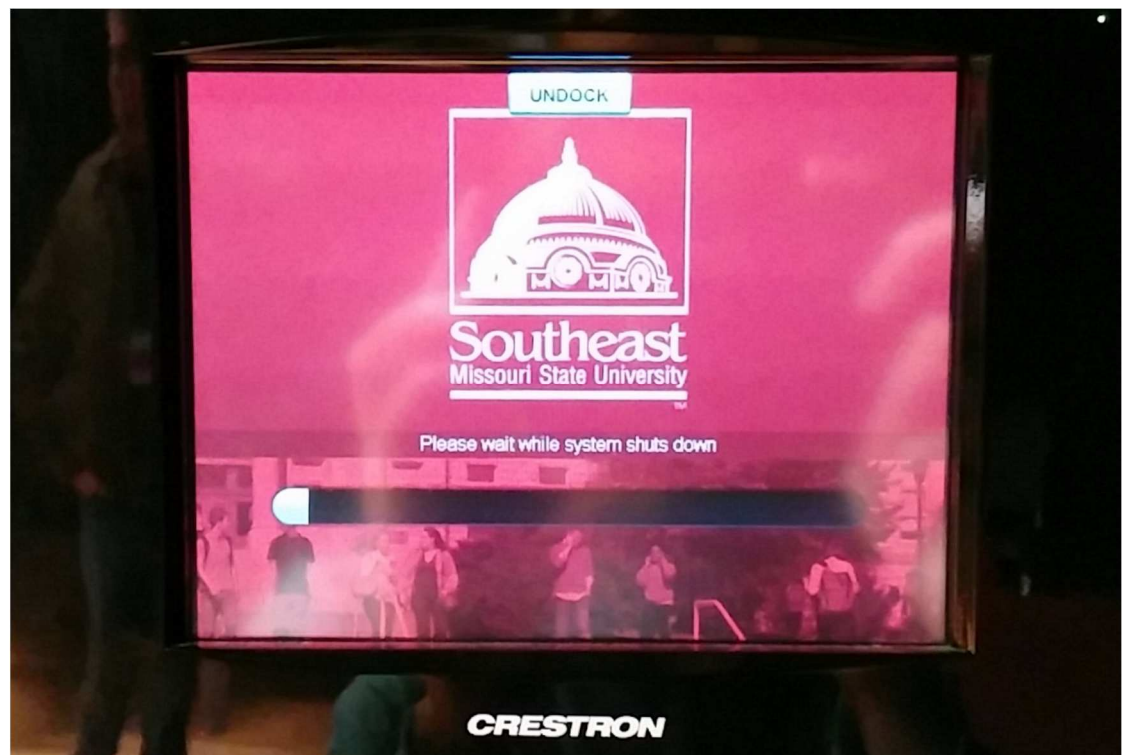 UNDOCK
Southeast
Missouri State University
TM
Please wait while system shuts down
CRESTRON